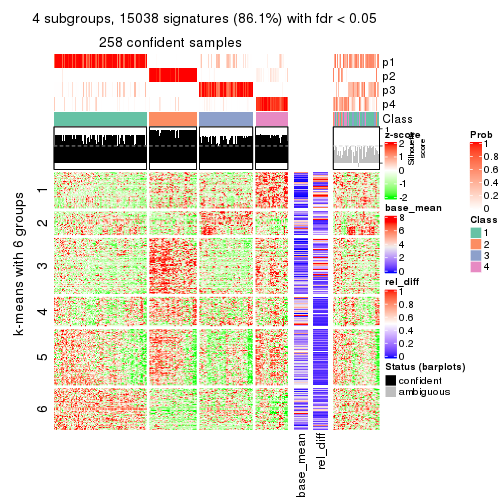 4 subgroups, 15038 signatures (86.1%) with fdr < 0.05
258 confident samples
p1
p2
p3
p4
Class
1
Silhouette
score
z-score
2
1
0
-1
-2
base_mean
8
6
4
2
0
rel_diff
1
0.8
0.6
0.4
0.2
0
Status (barplots)
confident
ambiguous
Prob
1
0.8
0.6
0.4
0.2
0
Class
1
2
3
4
k-means with 6 groups
1
2
3
4
5
6
base_mean
rel_diff